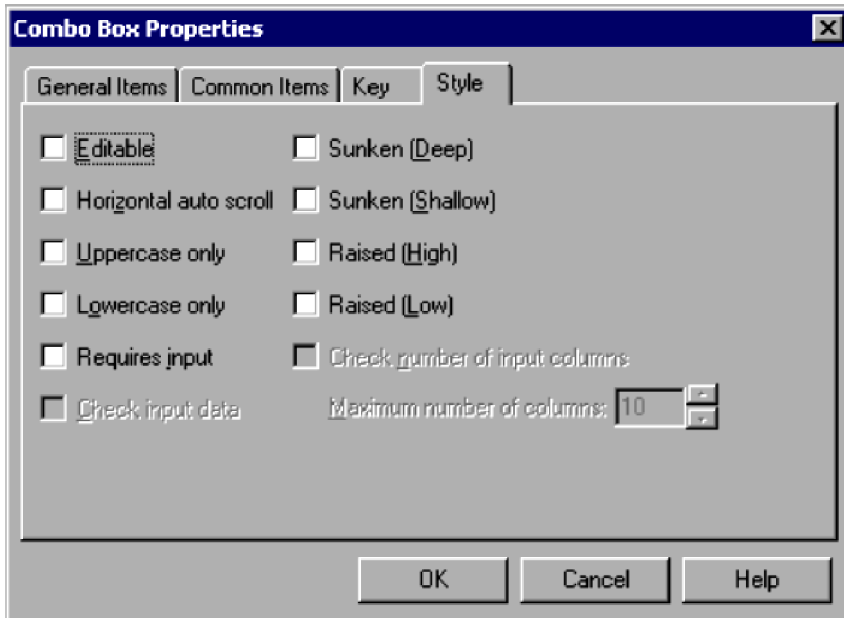 Combo Box Properties
General Items Common Items Key Style
Editable Sunken (Deep)
Horizontal auto scroll Sunken (Shallow)
Uppercase only Raised (High)
Lowercase only Raised (Low)
Requires input Check number of input columns
Check input data Maximum number of columns: 10
OK Cancel Help